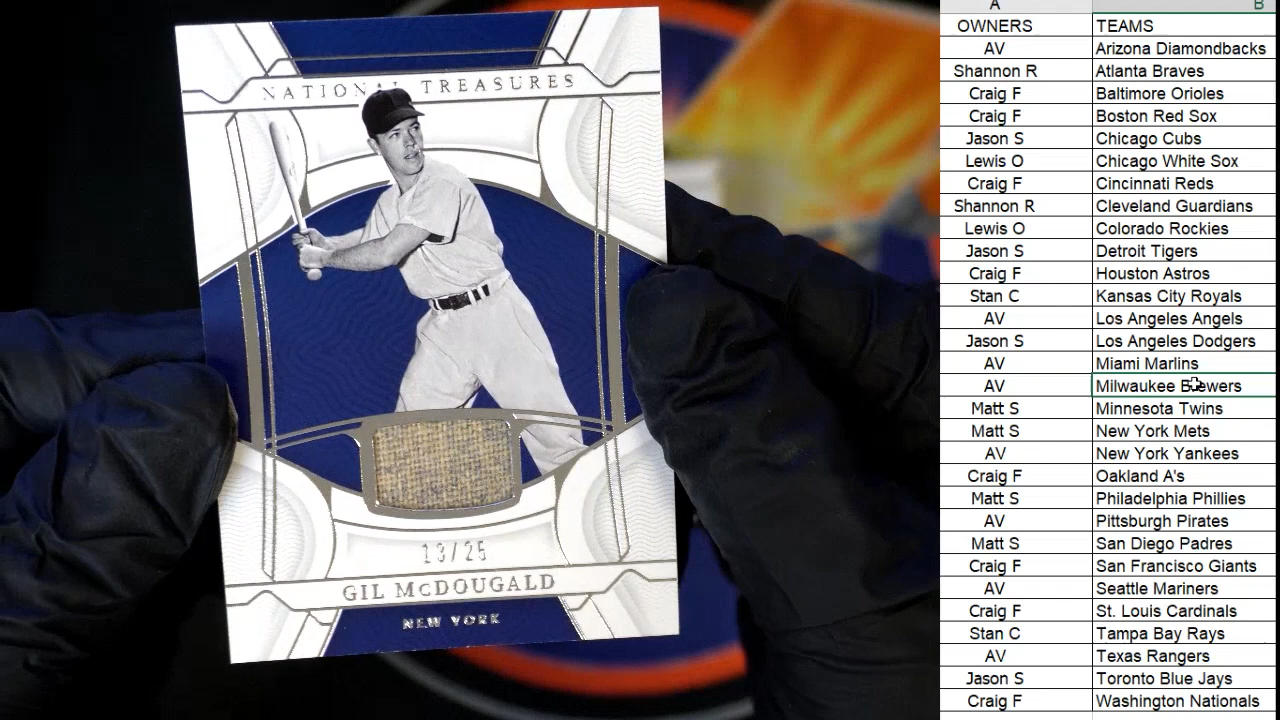 NATIONAL TREASURES
13/25
GIL McDOUGALD
NEW YORK
A B
OWNERS TEAMS
AV Arizona Diamondbacks
Shannon R Atlanta Braves
Craig F Baltimore Orioles
Craig F Boston Red Sox
Jason S Chicago Cubs
Lewis O Chicago White Sox
Craig F Cincinnati Reds
Shannon R Cleveland Guardians
Lewis O Colorado Rockies
Jason S Detroit Tigers
Craig F Houston Astros
Stan C Kansas City Royals
AV Los Angeles Angels
Jason S Los Angeles Dodgers
AV Miami Marlins
AV Milwaukee Brewers
Matt S Minnesota Twins
Matt S New York Mets
AV New York Yankees
Craig F Oakland A's
Matt S Philadelphia Phillies
AV Pittsburgh Pirates
Matt S San Diego Padres
Craig F San Francisco Giants
AV Seattle Mariners
Craig F St. Louis Cardinals
Stan C Tampa Bay Rays
AV Texas Rangers
Jason S Toronto Blue Jays
Craig F Washington Nationals